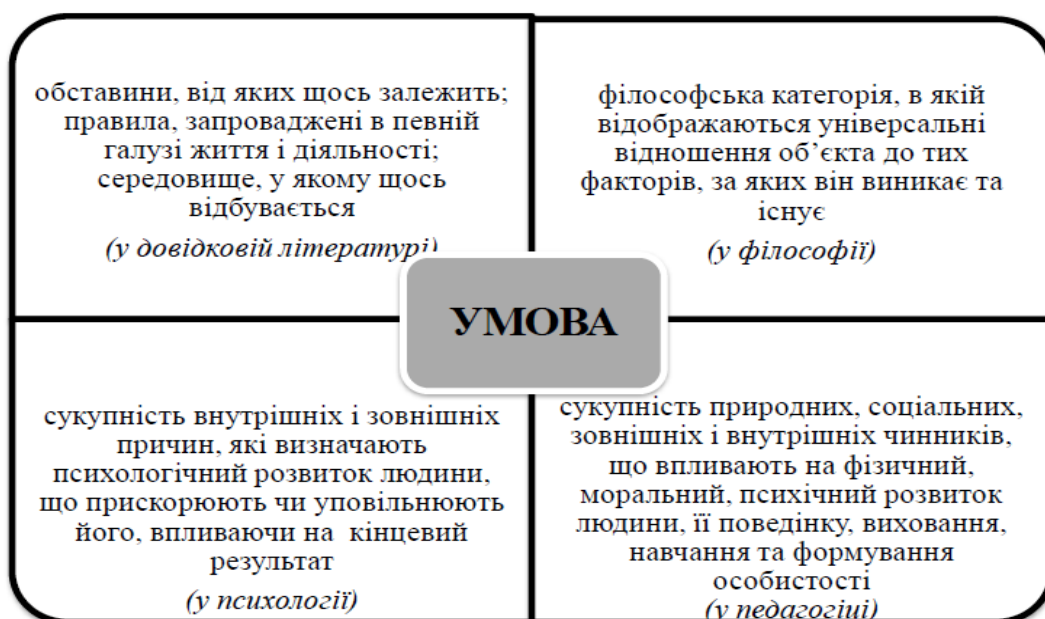 обставини, від яких щось залежить;
правила, запроваджені в певній
галузі життя і діяльності;
середовище, у якому щось
відбувається
(у довідковій літературі)
філософська категорія, в якій
відображаються універсальні
відношення об’єкта до тих
факторів, за яких він виникає та
існує
(у філософії)
УМОВА
сукупність внутрішніх і зовнішніх
причин, які визначають
психологічний розвиток людини,
що прискорюють чи уповільнюють
його, впливаючи на кінцевий
результат
(у психології)
сукупність природних, соціальних,
зовнішніх і внутрішніх чинників,
що впливають на фізичний,
моральний, психічний розвиток
людини, її поведінку, виховання,
навчання та формування
особистості
(у педагогіці)